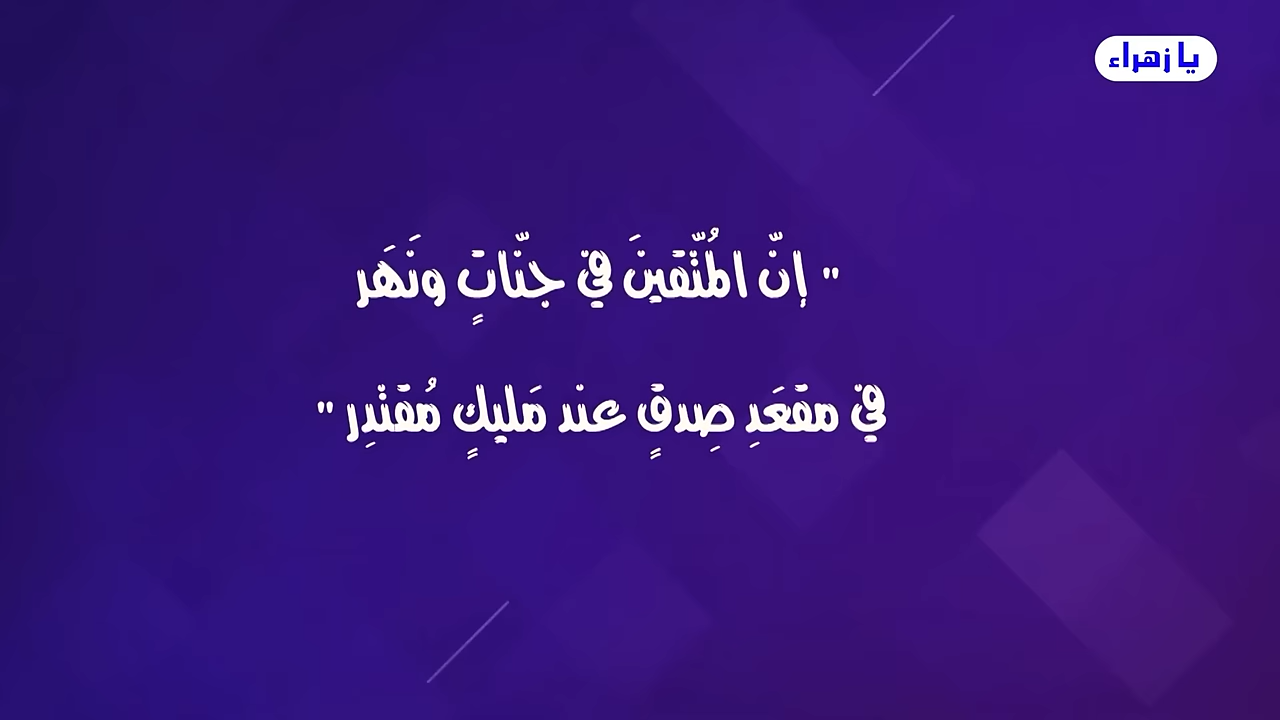 يا زهراء
" إنّ المُتّقينَ في جنّاتٍ ونَهَر
في مقعَدِ صِدقٍ عند مَليكٍ مُقتدِر "